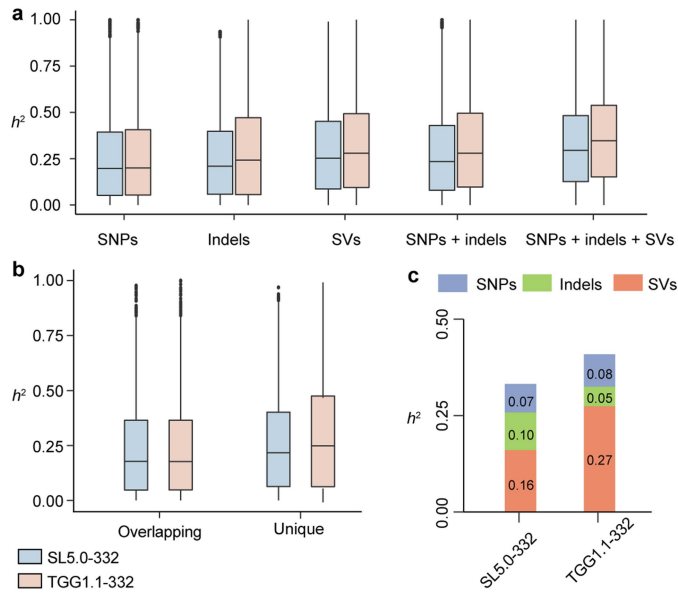 a
1.00
0.75
0.50
h²
0.25
0.00
SNPs Indels SVs SNPs + indels SNPs + indels + SVs
b
1.00
0.75
0.50
h²
0.25
0.00
Overlapping Unique
SL5.0-332
TGG1.1-332
c
SNPs Indels SVs
0.50
h²
0.25
0.00
0.07
0.10
0.16
0.08
0.05
0.27
SL5.0-332 TGG1.1-332